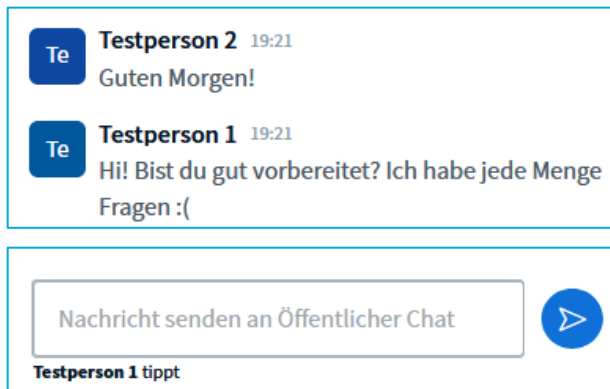 Te Testperson 2 19:21
Guten Morgen!
Te Testperson 1 19:21
Hi! Bist du gut vorbereitet? Ich habe jede Menge
Fragen :(
Nachricht senden an Öffentlicher Chat
Testperson 1 tippt